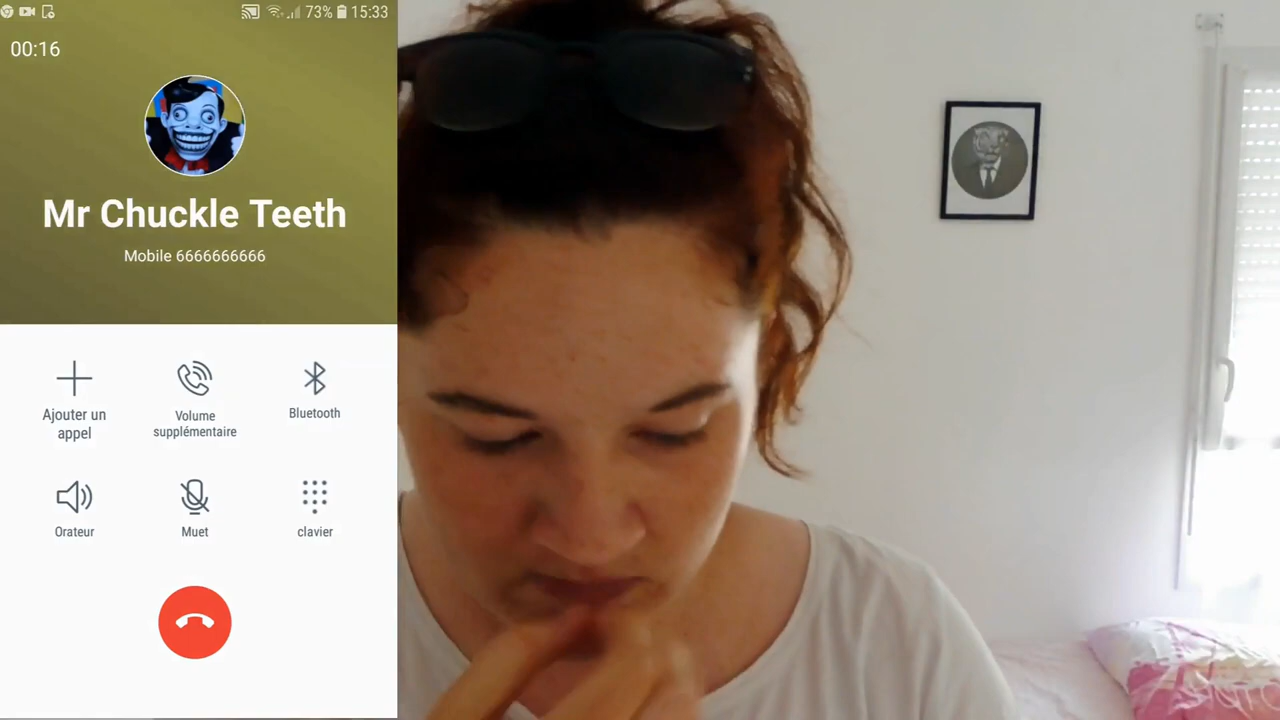 73% 15:33
00:16
Mr Chuckle Teeth
Mobile 6666666666
Ajouter un
appel
Volume
supplémentaire
Bluetooth
Orateur
Muet
clavier